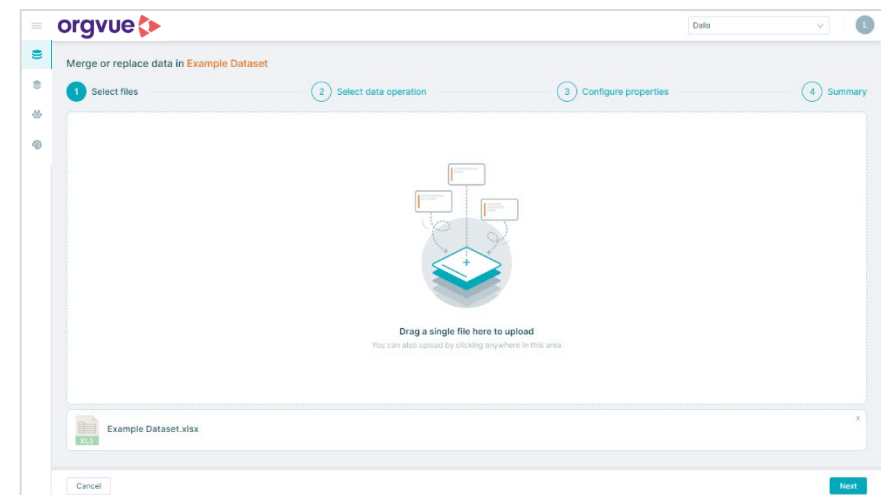 orgvue
Dalla
L
Merge or replace data in Example Dataset
1 Select files
2 Select data operation
3 Configure properties
4 Summary
Drag a single file here to upload
You can also upload by clicking anywhere in this area
XLS
Example Dataset.xlsx
x
Cancel
Next